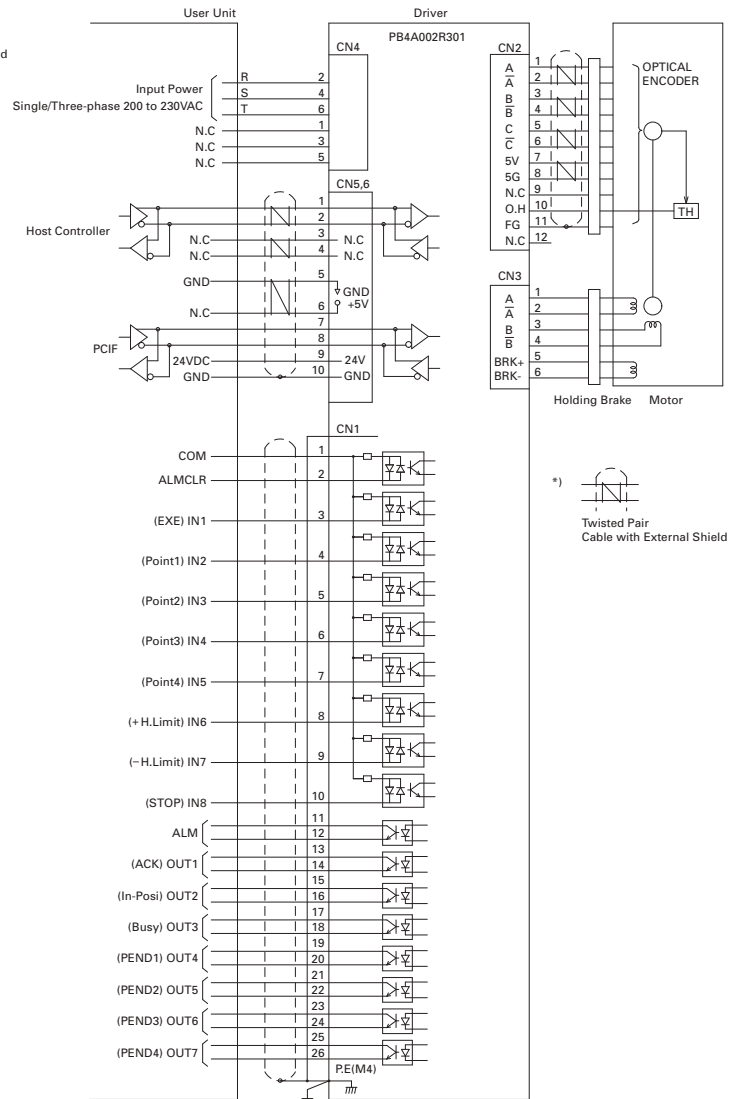 User Unit
Driver
PB4A002R301
d
CN4
R 2
S 4
T 6
Input Power
Single/Three-phase 200 to 230VAC
N.C 1
N.C 3
N.C 5
CN5,6
Host Controller
1
2
N.C 3 N.C
N.C 4 N.C
GND 5 GND
N.C 6 +5V
PCIF
7
8
24VDC 9 24V
GND 10 GND
CN2
A 1
A̅ 2
B 3
B̅ 4
C 5
C̅ 6
5V 7
5G 8
N.C 9
O.H 10
FG 11
N.C 12
OPTICAL
ENCODER
TH
CN3
A 1
A̅ 2
B 3
B̅ 4
BRK+ 5
BRK- 6
Holding Brake Motor
*)
Twisted Pair
Cable with External Shield
CN1
COM 1
ALMCLR 2
(EXE) IN1 3
(Point1) IN2 4
(Point2) IN3 5
(Point3) IN4 6
(Point4) IN5 7
(+H.Limit) IN6 8
(−H.Limit) IN7 9
(STOP) IN8 10
ALM 11
12
(ACK) OUT1 13
14
(In-Posi) OUT2 15
16
(Busy) OUT3 17
18
(PEND1) OUT4 19
20
(PEND2) OUT5 21
22
(PEND3) OUT6 23
24
(PEND4) OUT7 25
26
P.E(M4)